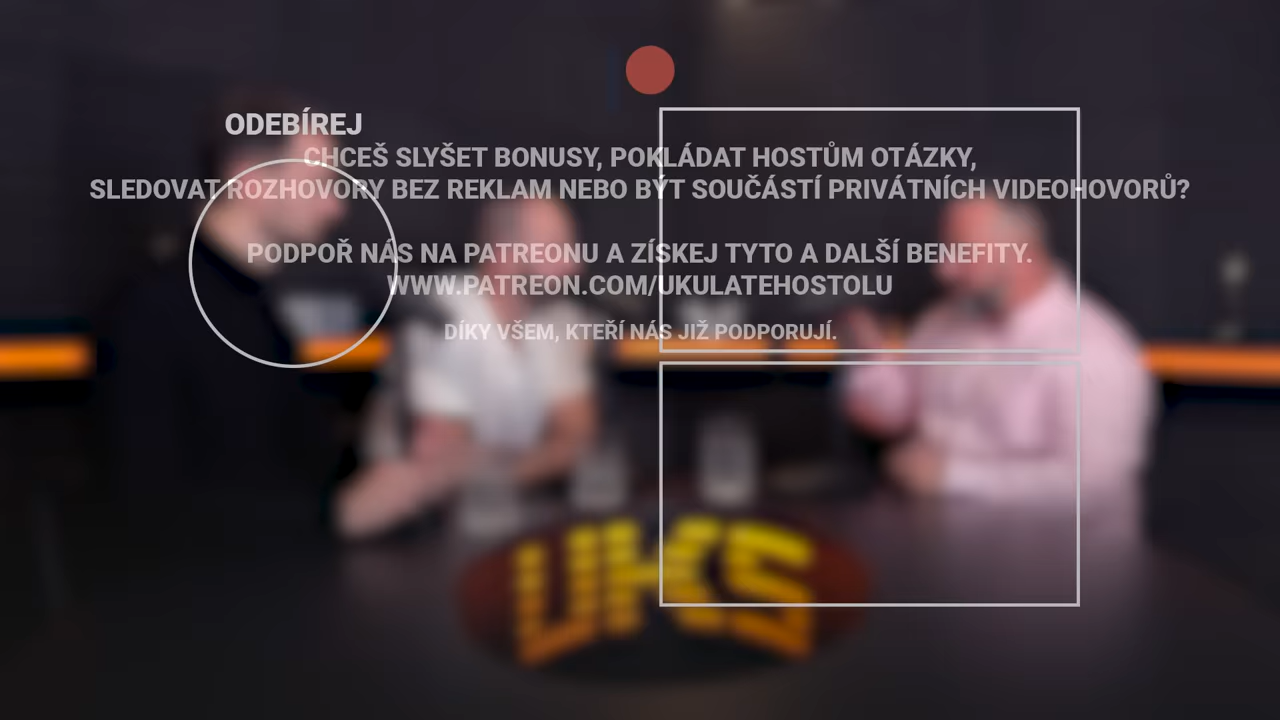 ODEBÍREJ
CHCEŠ SLYŠET BONUSY, POKLÁDAT HOSTŮM OTÁZKY,
SLEDOVAT ROZHOVORY BEZ REKLAM NEBO BÝT SOUČÁSTÍ PRIVÁTNÍCH VIDEOHOVORŮ?
PODPOŘ NÁS NA PATREONU A ZÍSKEJ TYTO A DALŠÍ BENEFITY.
WWW.PATREON.COM/UKULATEHOSTOLU
DÍKY VŠEM, KTEŘÍ NÁS JIŽ PODPORUJÍ.
UKS